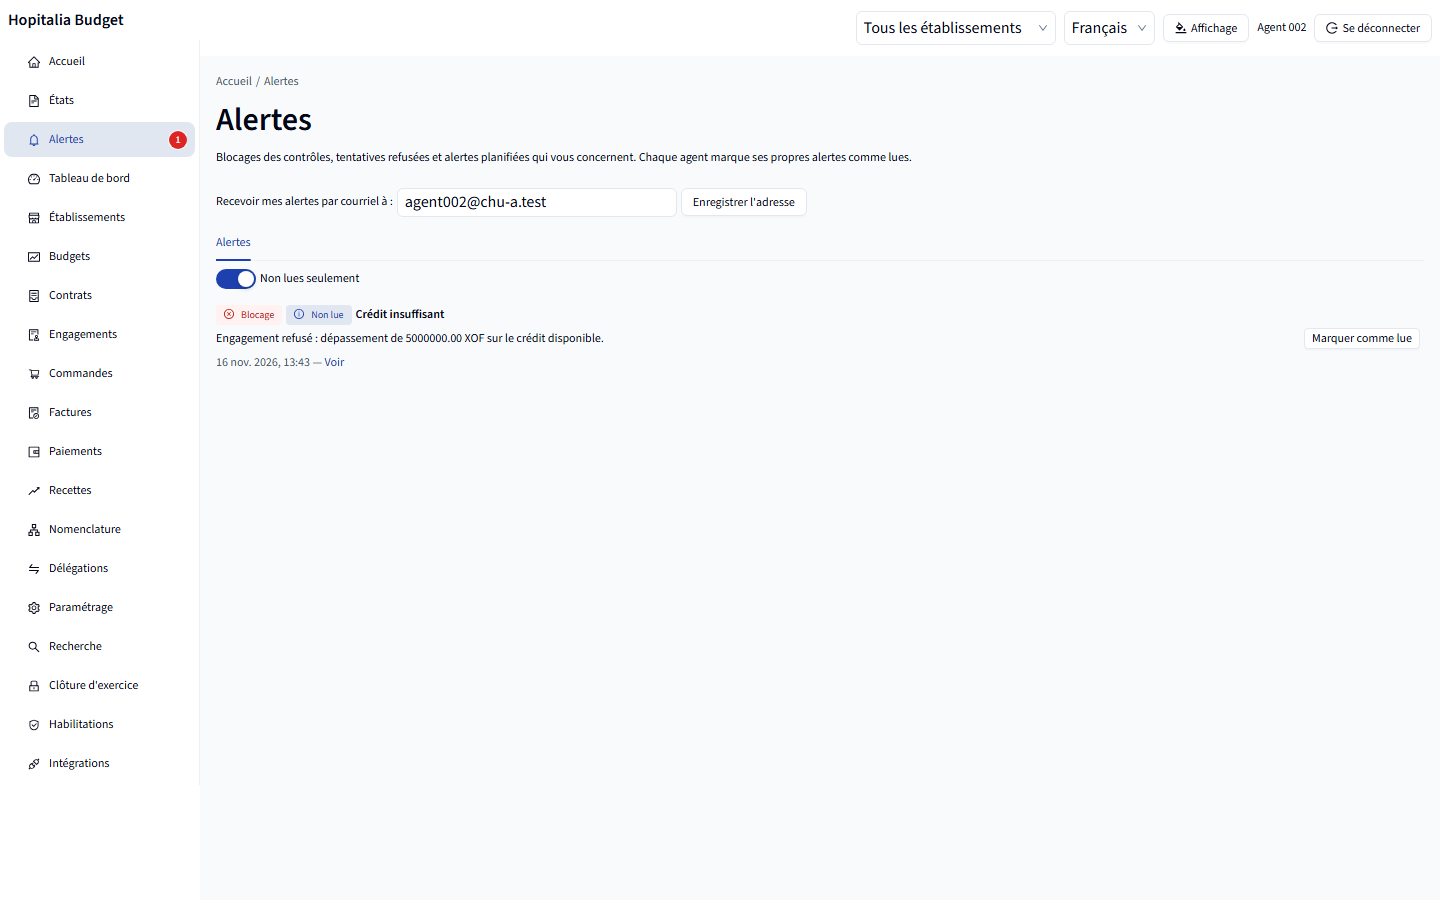 Hopitalia Budget
Tous les établissements
Français
Affichage
Agent 002
Se déconnecter
Accueil
États
Alertes
1
Tableau de bord
Établissements
Budgets
Contrats
Engagements
Commandes
Factures
Paiements
Recettes
Nomenclature
Délégations
Paramétrage
Recherche
Clôture d'exercice
Habilitations
Intégrations
Accueil / Alertes
Alertes
Blocages des contrôles, tentatives refusées et alertes planifiées qui vous concernent. Chaque agent marque ses propres alertes comme lues.
Recevoir mes alertes par courriel à : agent002@chu-a.test Enregistrer l'adresse
Alertes
Non lues seulement
Blocage Non lue Crédit insuffisant
Engagement refusé : dépassement de 5000000.00 XOF sur le crédit disponible.
Marquer comme lue
16 nov. 2026, 13:43 — Voir